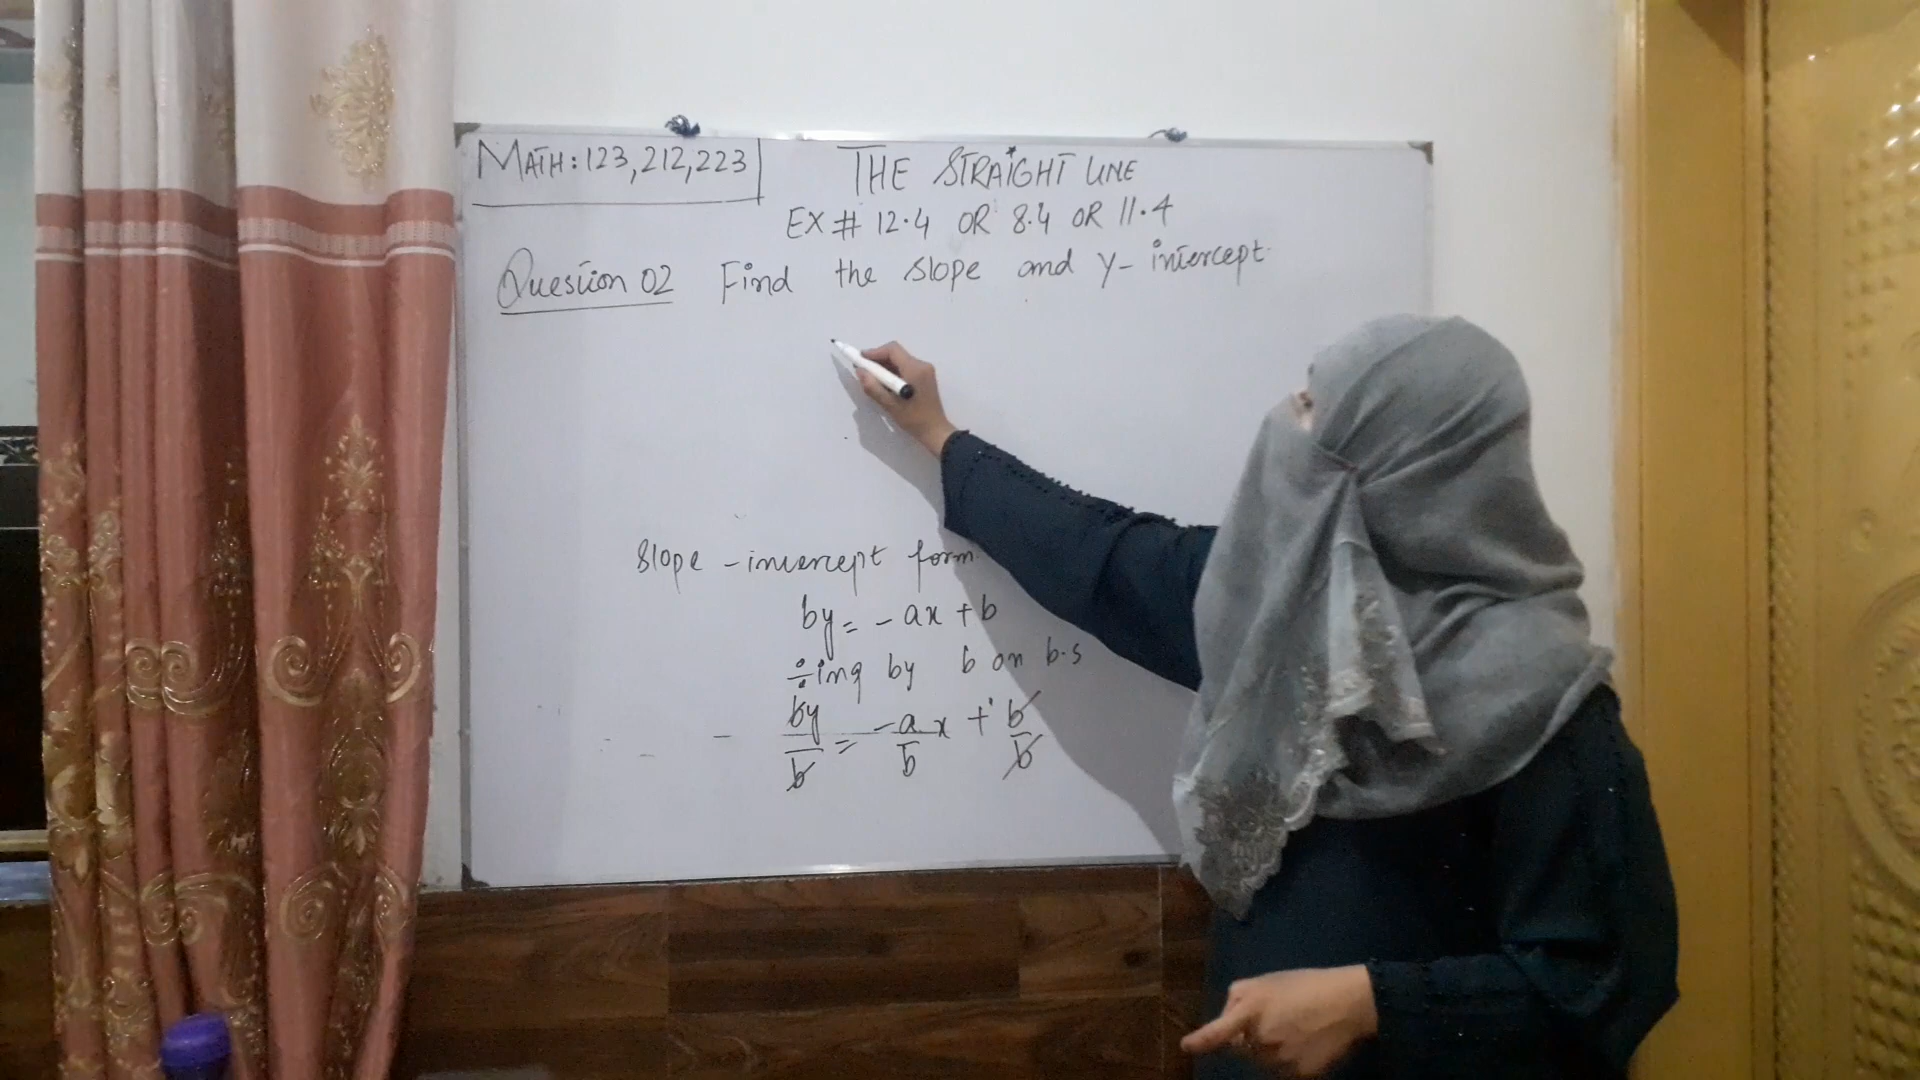 MATH: 123, 212, 223
THE STRAIGHT LINE
EX # 12.4 OR 8.4 OR 11.4
Question 02 Find the slope and y-intercept.
slope-intercept form.
by = -ax + b
÷ing by b on b.s
by/b = -a/b x + b/b